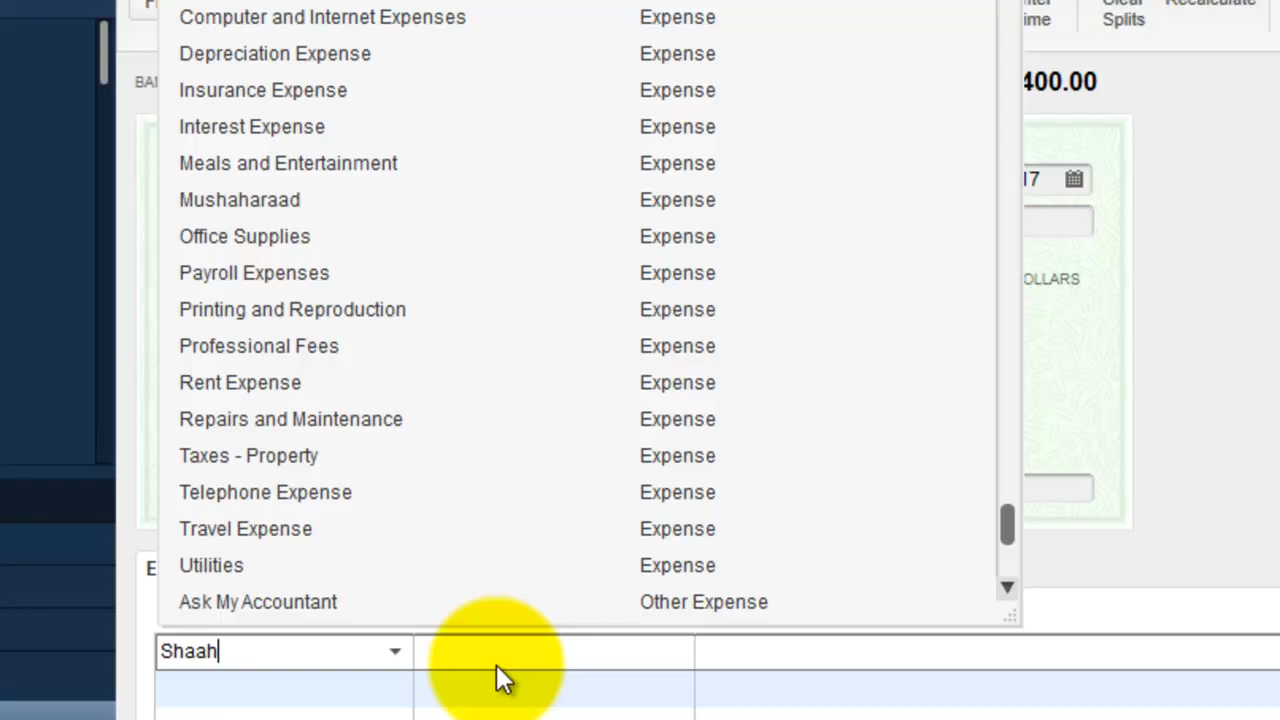 Computer and Internet Expenses Expense
Depreciation Expense Expense
Insurance Expense Expense
Interest Expense Expense
Meals and Entertainment Expense
Mushaharaad Expense
Office Supplies Expense
Payroll Expenses Expense
Printing and Reproduction Expense
Professional Fees Expense
Rent Expense Expense
Repairs and Maintenance Expense
Taxes - Property Expense
Telephone Expense Expense
Travel Expense Expense
Utilities Expense
Ask My Accountant Other Expense
Shaah
Clear
Splits
Recalculate
400.00
17